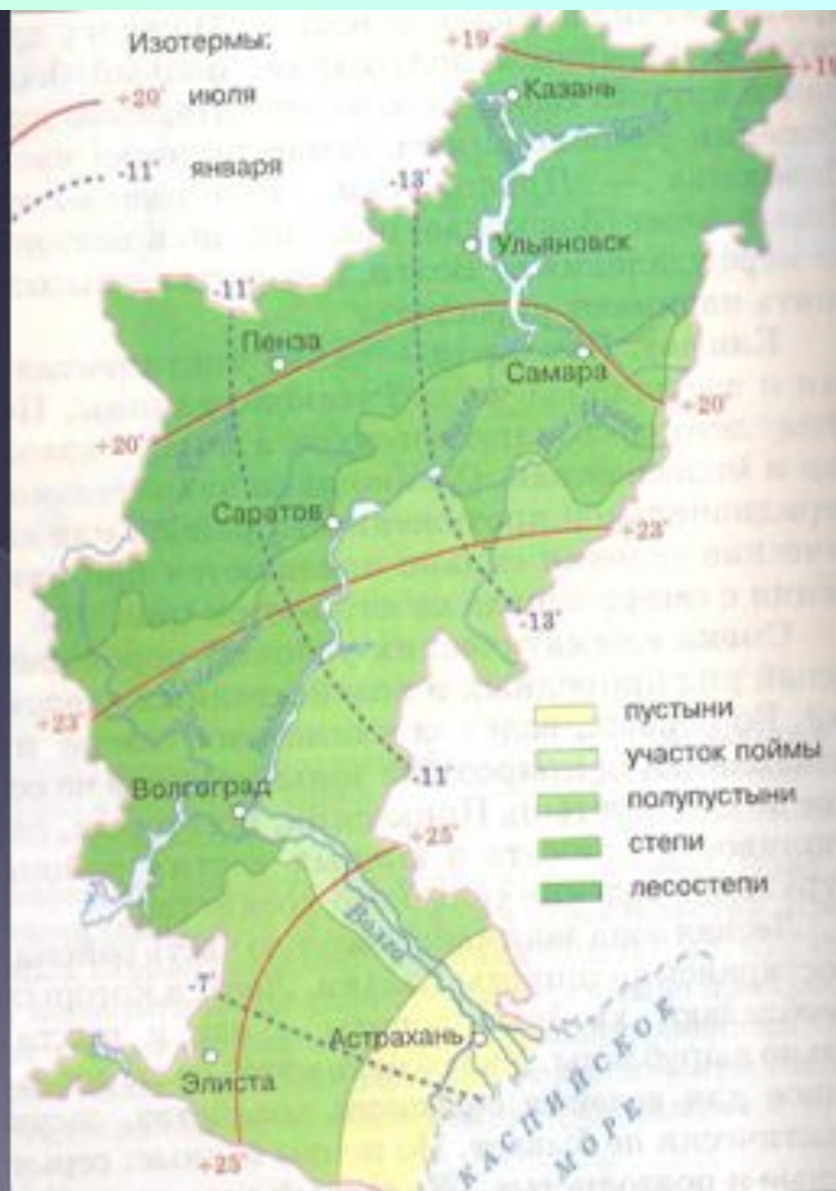 Изотермы:
+20° июля
-11° января
+19°
Казань
-13°
Ульяновск
-11°
Пенза
Самара
+20°
+20°
Волга
Саратов
+23°
-13°
+23°
Волгоград
-11°
пустыни
участок поймы
полупустыни
степи
лесостепи
+25°
Волга
-7°
Астрахань
Элиста
+25°
КАСПИЙСКОЕ
МОРЕ